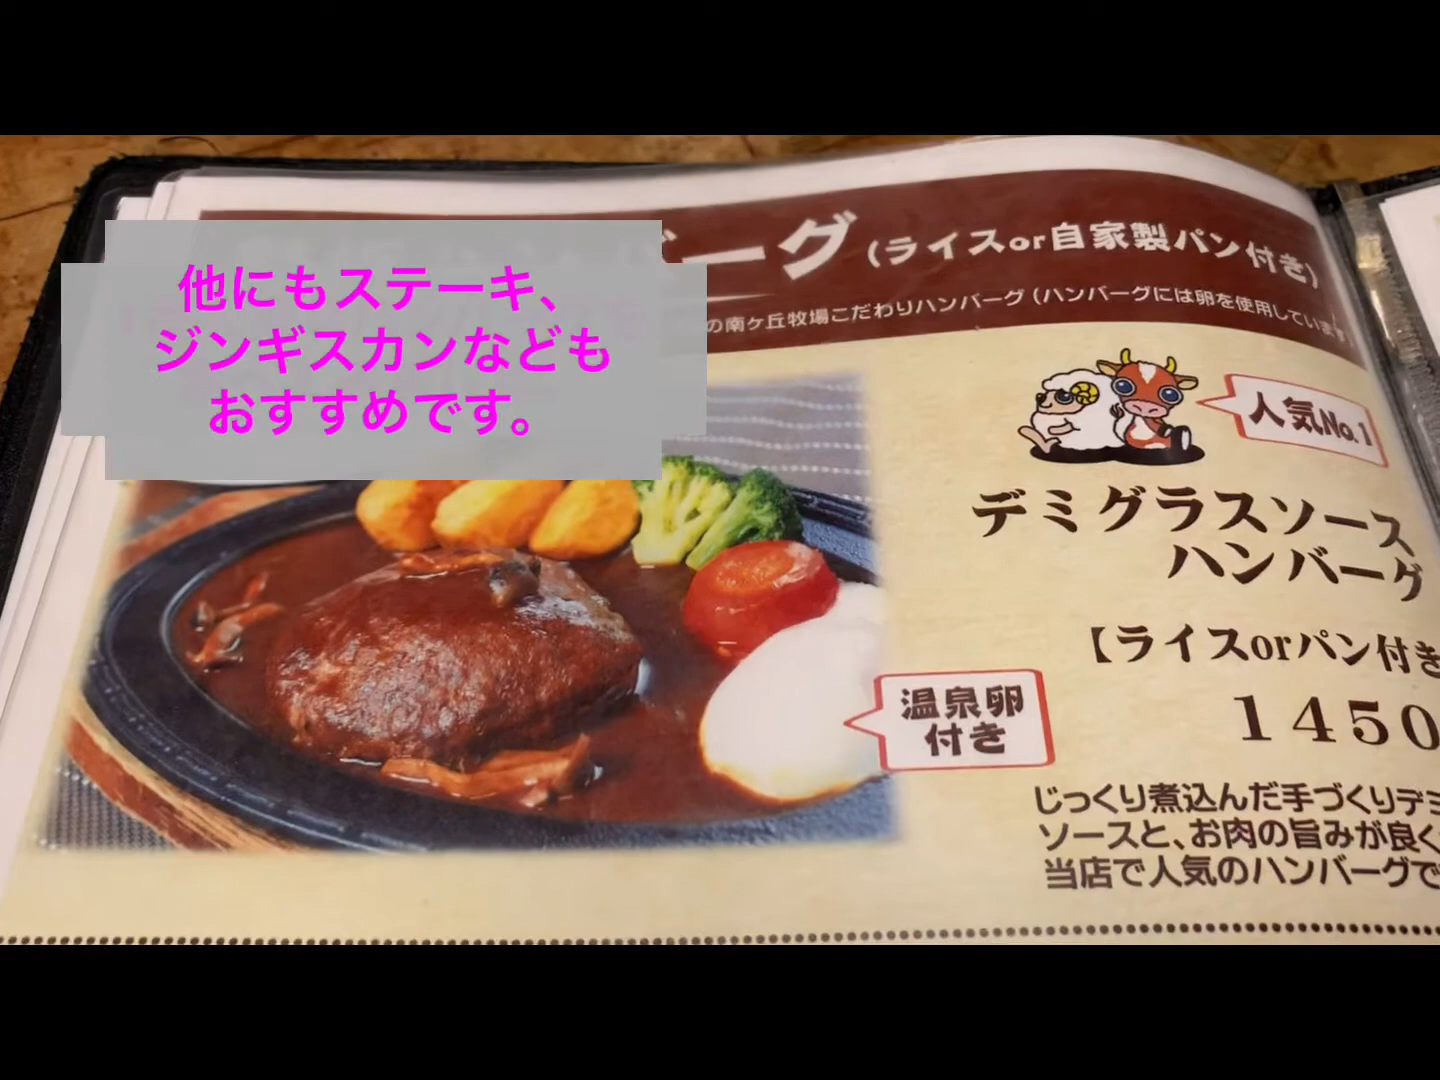 他にもステーキ、
ジンギスカンなども
おすすめです。
ーグ(ライスor自家製パン付き)
の南ヶ丘牧場こだわりハンバーグ(ハンバーグには卵を使用しています
人気No.1
デミグラスソース
ハンバーグ
【ライスorパン付き
1450
温泉卵
付き
じっくり煮込んだ手づくりデミ
ソースと、お肉の旨みが良く
当店で人気のハンバーグで